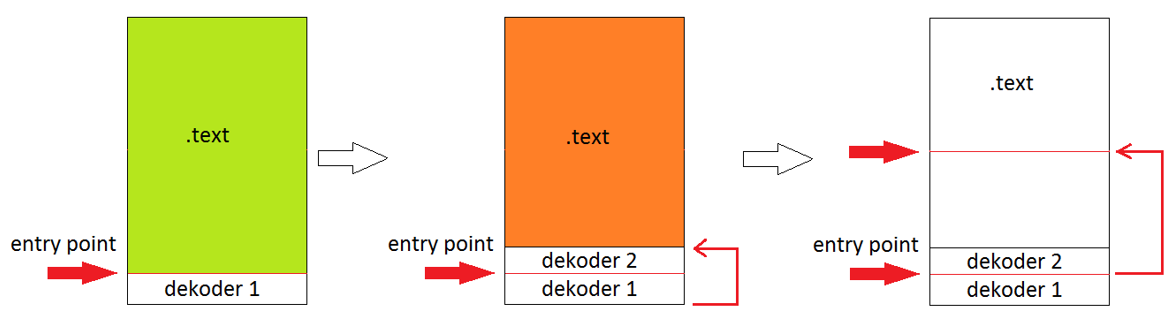 .text
entry point
dekoder 1
.text
entry point
dekoder 2
dekoder 1
.text
entry point
dekoder 2
dekoder 1